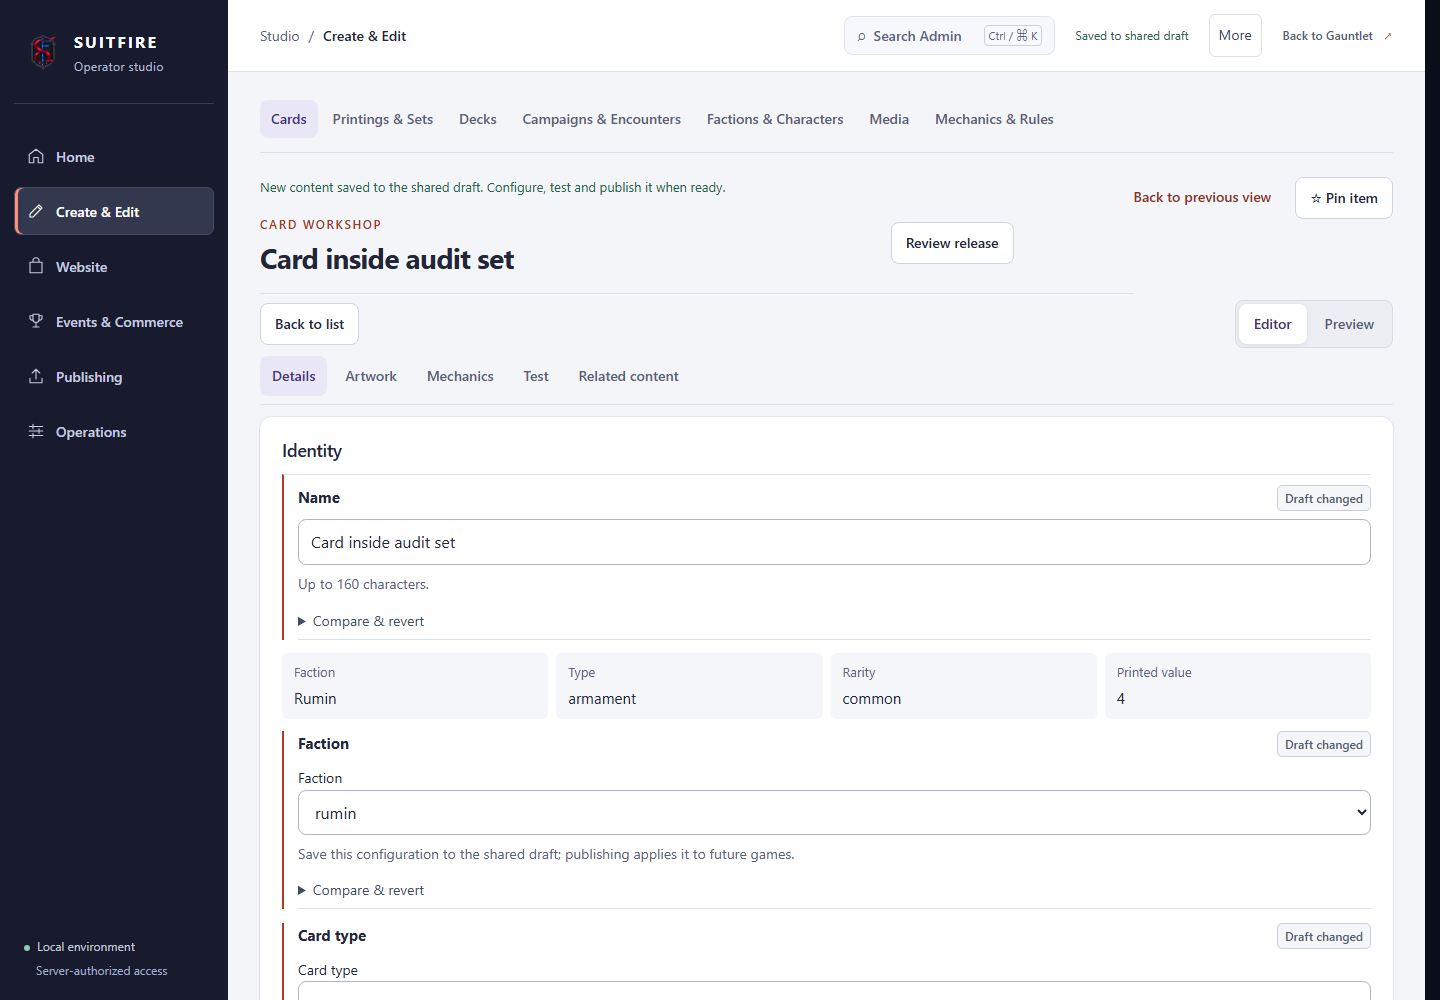 SUITFIRE
Operator studio
Home
Create & Edit
Website
Events & Commerce
Publishing
Operations
Local environment
Server-authorized access
Studio / Create & Edit
Search Admin
Ctrl / ⌘ K
Saved to shared draft
More
Back to Gauntlet ↗
Cards
Printings & Sets
Decks
Campaigns & Encounters
Factions & Characters
Media
Mechanics & Rules
New content saved to the shared draft. Configure, test and publish it when ready.
Back to previous view
☆ Pin item
CARD WORKSHOP
Card inside audit set
Review release
Back to list
Editor
Preview
Details
Artwork
Mechanics
Test
Related content
Identity
Name
Draft changed
Card inside audit set
Up to 160 characters.
Compare & revert
Faction
Rumin
Type
armament
Rarity
common
Printed value
4
Faction
Draft changed
Faction
rumin
Save this configuration to the shared draft; publishing applies it to future games.
Compare & revert
Card type
Draft changed
Card type